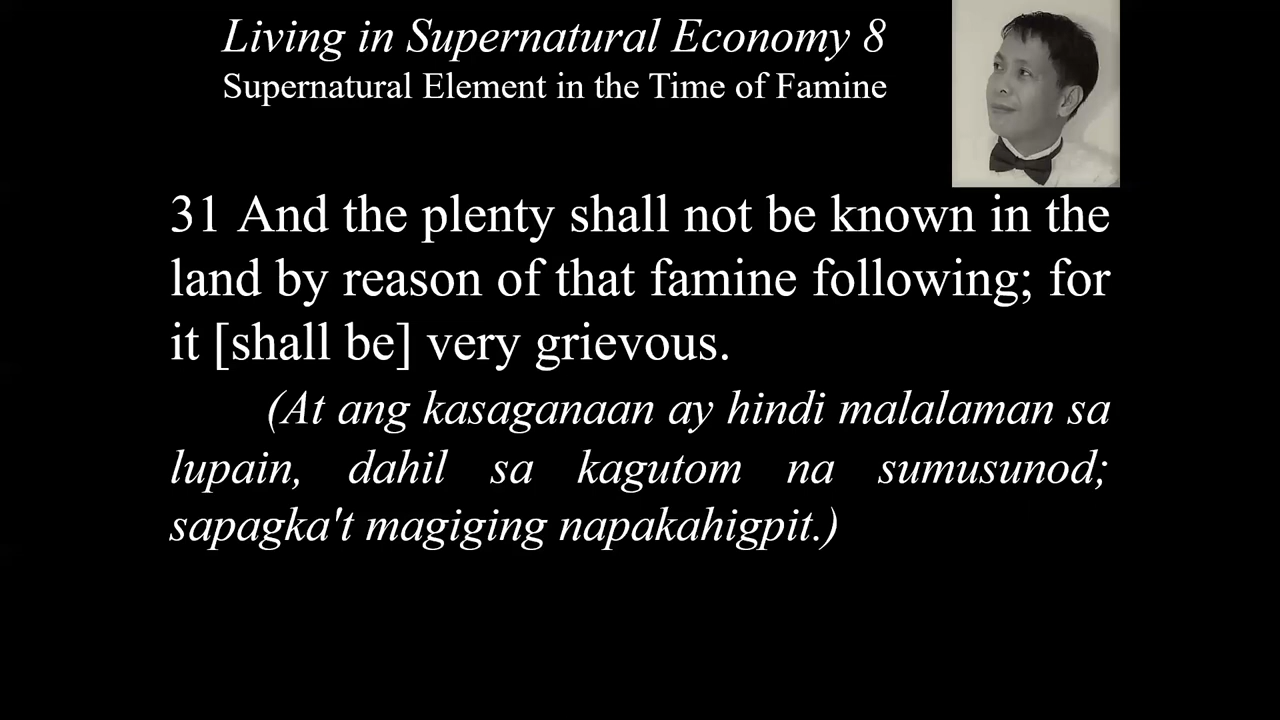 Living in Supernatural Economy 8
Supernatural Element in the Time of Famine
31 And the plenty shall not be known in the
land by reason of that famine following; for
it [shall be] very grievous.
(At ang kasaganaan ay hindi malalaman sa
lupain, dahil sa kagutom na sumusunod;
sapagka't magiging napakahigpit.)